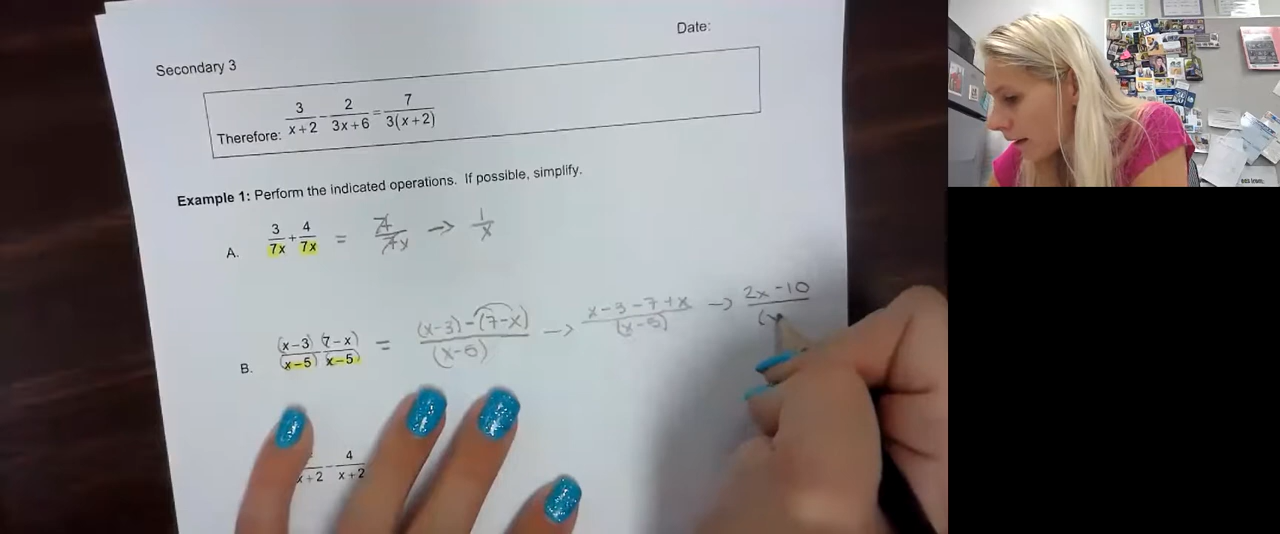 Date:
Secondary 3
Therefore: 3/(x+2) - 2/(3x+6) = 7/(3(x+2))
Example 1: Perform the indicated operations. If possible, simplify.
A. 3/7x + 4/7x = 7/7x → 1/x
B. (x-3)/(x-5) (7-x)/(x-5) = ((x-3)-(7-x))/(x-5) → (x-3-7+x)/(x-5) → (2x-10)/(x
x+2 - 4/(x+2)